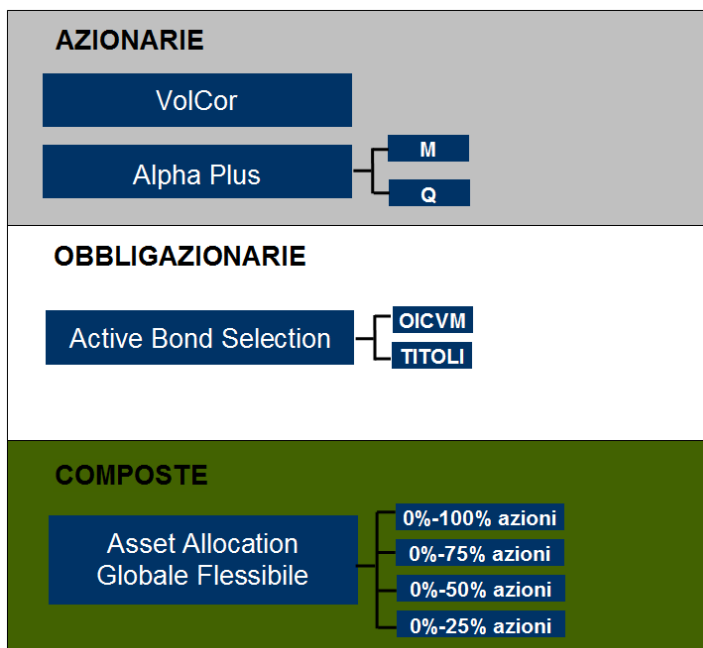 AZIONARIE
VolCor
Alpha Plus
M
Q
OBBLIGAZIONARIE
Active Bond Selection
OICVM
TITOLI
COMPOSTE
Asset Allocation
Globale Flessibile
0%-100% azioni
0%-75% azioni
0%-50% azioni
0%-25% azioni